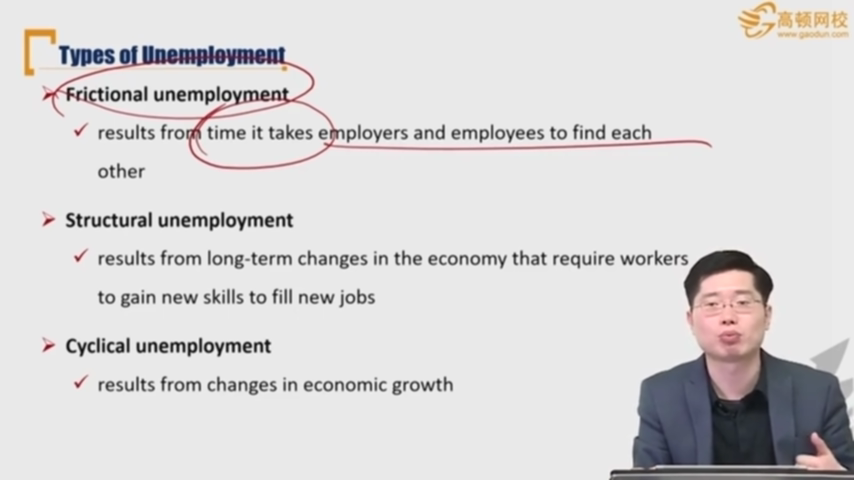 高顿网校
www.gaodun.com
Types of Unemployment
Frictional unemployment
results from time it takes employers and employees to find each
other
Structural unemployment
results from long-term changes in the economy that require workers
to gain new skills to fill new jobs
Cyclical unemployment
results from changes in economic growth